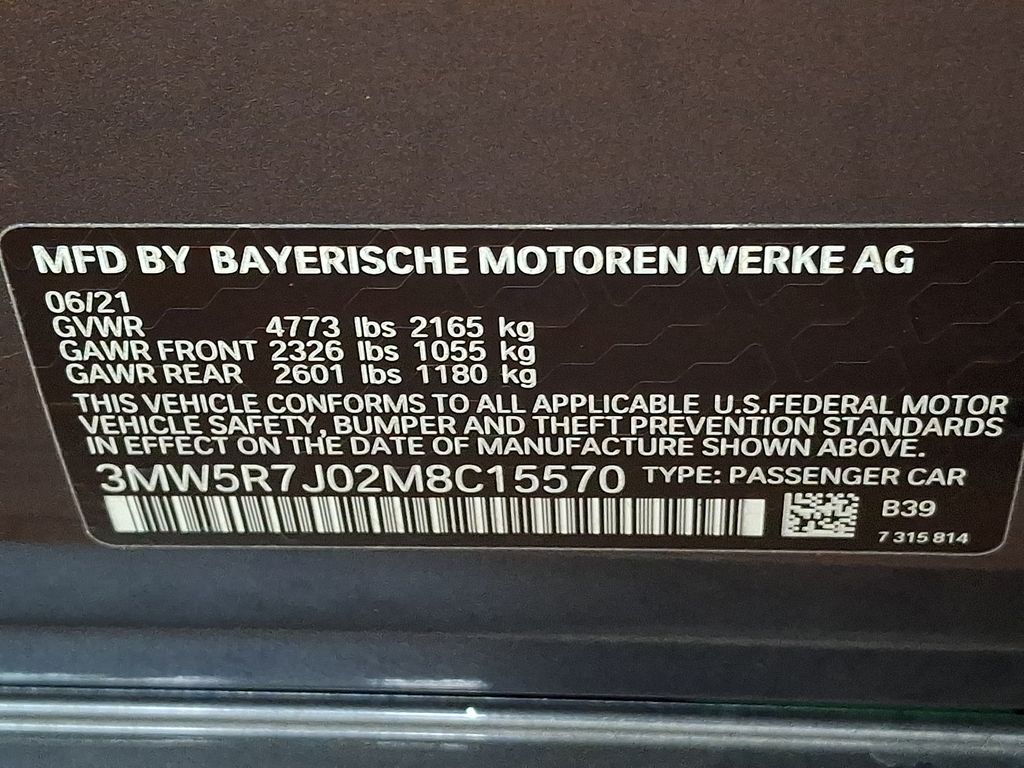 MFD BY BAYERISCHE MOTOREN WERKE AG
06/21
GVWR 4773 lbs 2165 kg
GAWR FRONT 2326 lbs 1055 kg
GAWR REAR 2601 lbs 1180 kg
THIS VEHICLE CONFORMS TO ALL APPLICABLE U.S.FEDERAL MOTOR
VEHICLE SAFETY, BUMPER AND THEFT PREVENTION STANDARDS
IN EFFECT ON THE DATE OF MANUFACTURE SHOWN ABOVE.
3MW5R7J02M8C15570 TYPE: PASSENGER CAR
B39
7 315 814